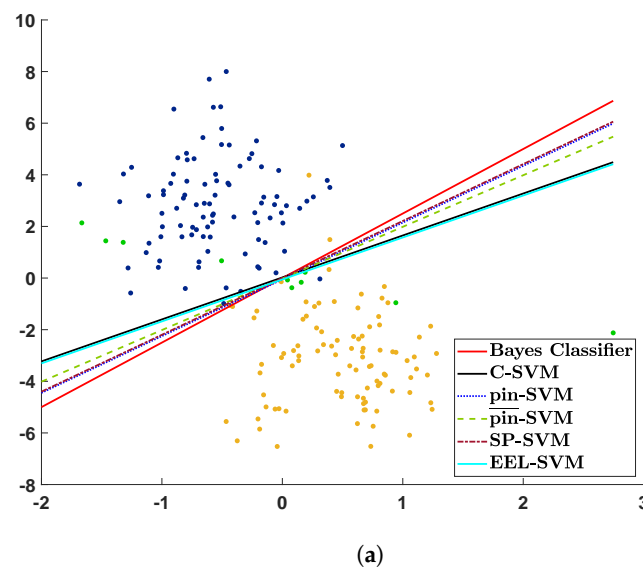 10
8
6
4
2
0
-2
-4
-6
-8
-2 -1 0 1 2 3
Bayes Classifier
C-SVM
pin-SVM
p̅i̅n̅-SVM
SP-SVM
EEL-SVM
(a)